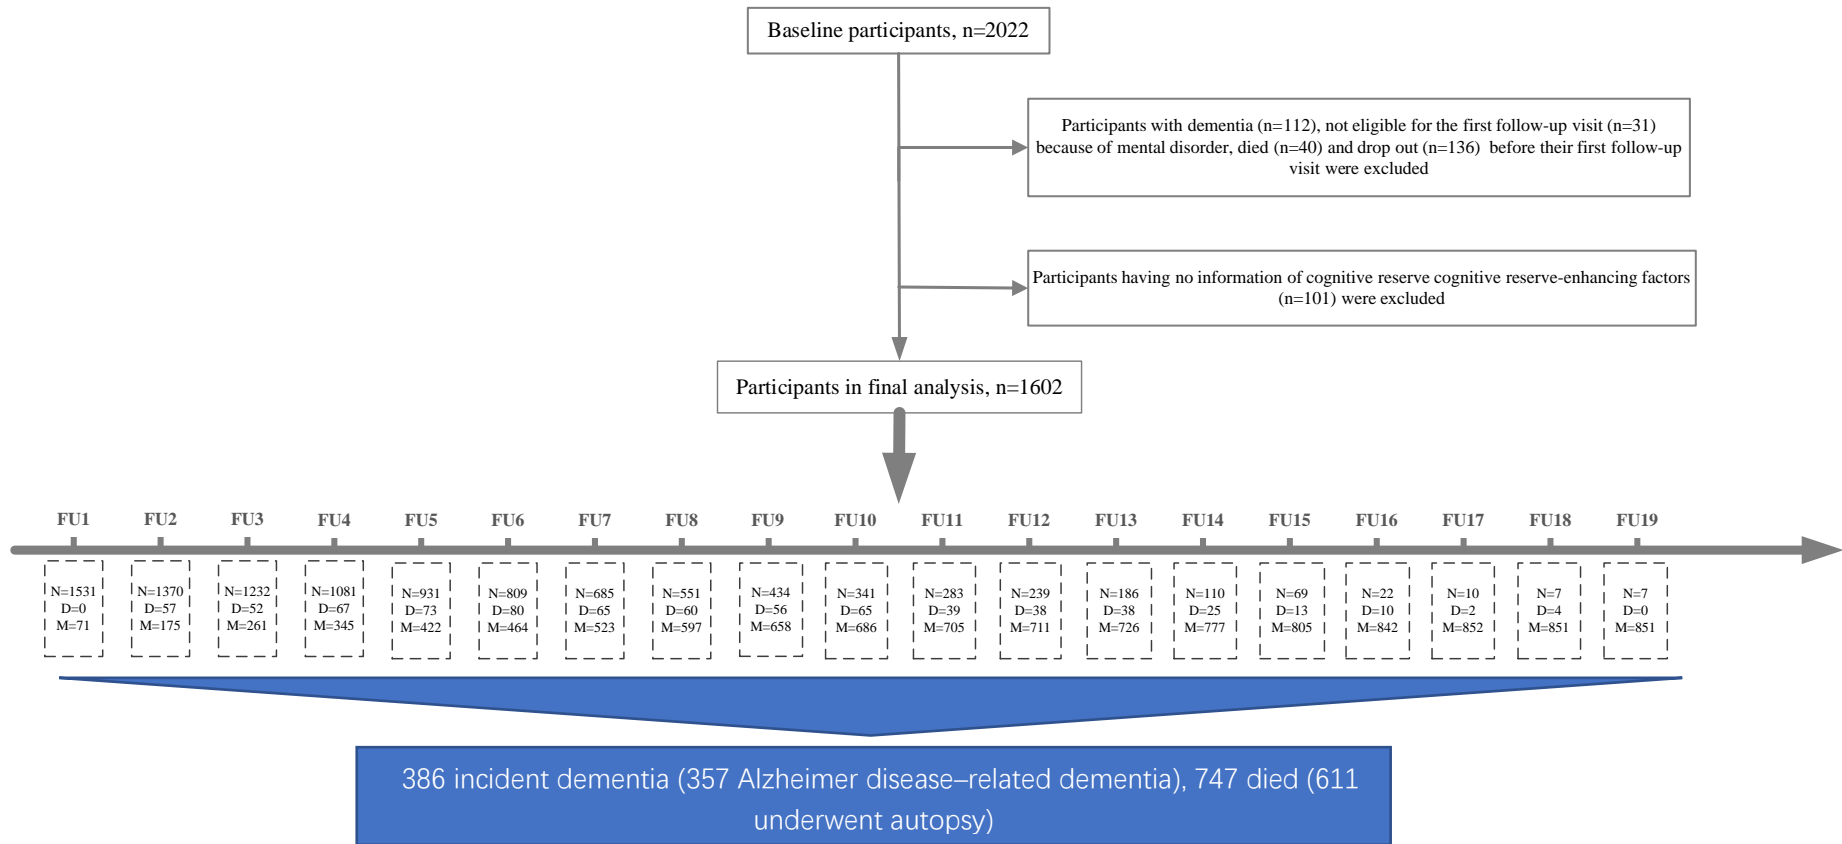 Baseline participants, n=2022
Participants with dementia (n=112), not eligible for the first follow-up visit (n=31)
because of mental disorder, died (n=40) and drop out (n=136) before their first follow-up
visit were excluded
Participants having no information of cognitive reserve cognitive reserve-enhancing factors
(n=101) were excluded
Participants in final analysis, n=1602
FU1 FU2 FU3 FU4 FU5 FU6 FU7 FU8 FU9 FU10 FU11 FU12 FU13 FU14 FU15 FU16 FU17 FU18 FU19
N=1531 N=1370 N=1232 N=1081 N=931 N=809 N=685 N=551 N=434 N=341 N=283 N=239 N=186 N=110 N=69 N=22 N=10 N=7 N=7
D=0 D=57 D=52 D=67 D=73 D=80 D=65 D=60 D=56 D=65 D=39 D=38 D=38 D=25 D=13 D=10 D=2 D=4 D=0
M=71 M=175 M=261 M=345 M=422 M=464 M=523 M=597 M=658 M=686 M=705 M=711 M=726 M=777 M=805 M=842 M=852 M=851 M=851
386 incident dementia (357 Alzheimer disease–related dementia), 747 died (611
underwent autopsy)